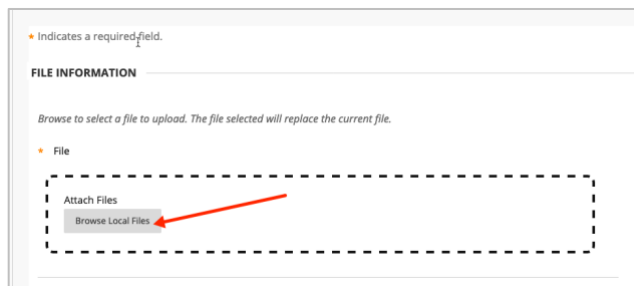 * Indicates a required field.
FILE INFORMATION
Browse to select a file to upload. The file selected will replace the current file.
* File
Attach Files
Browse Local Files